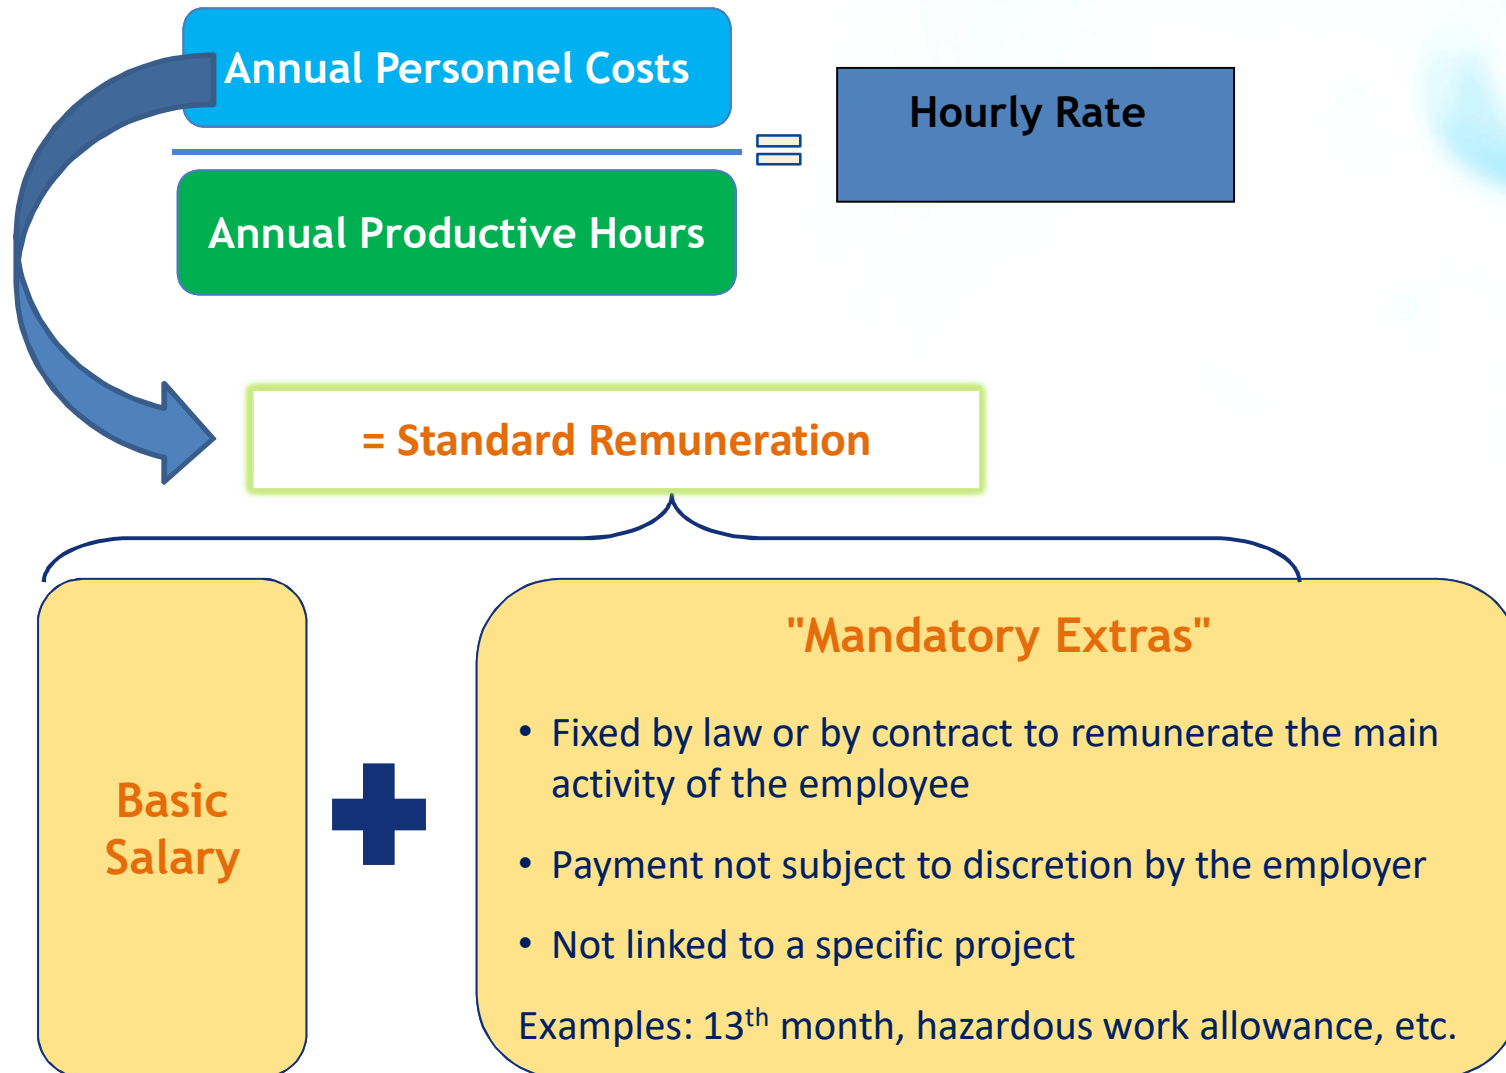 Annual Personnel Costs
Hourly Rate
Annual Productive Hours
= Standard Remuneration
Basic
Salary
"Mandatory Extras"
• Fixed by law or by contract to remunerate the main
activity of the employee
• Payment not subject to discretion by the employer
• Not linked to a specific project
Examples: 13th month, hazardous work allowance, etc.